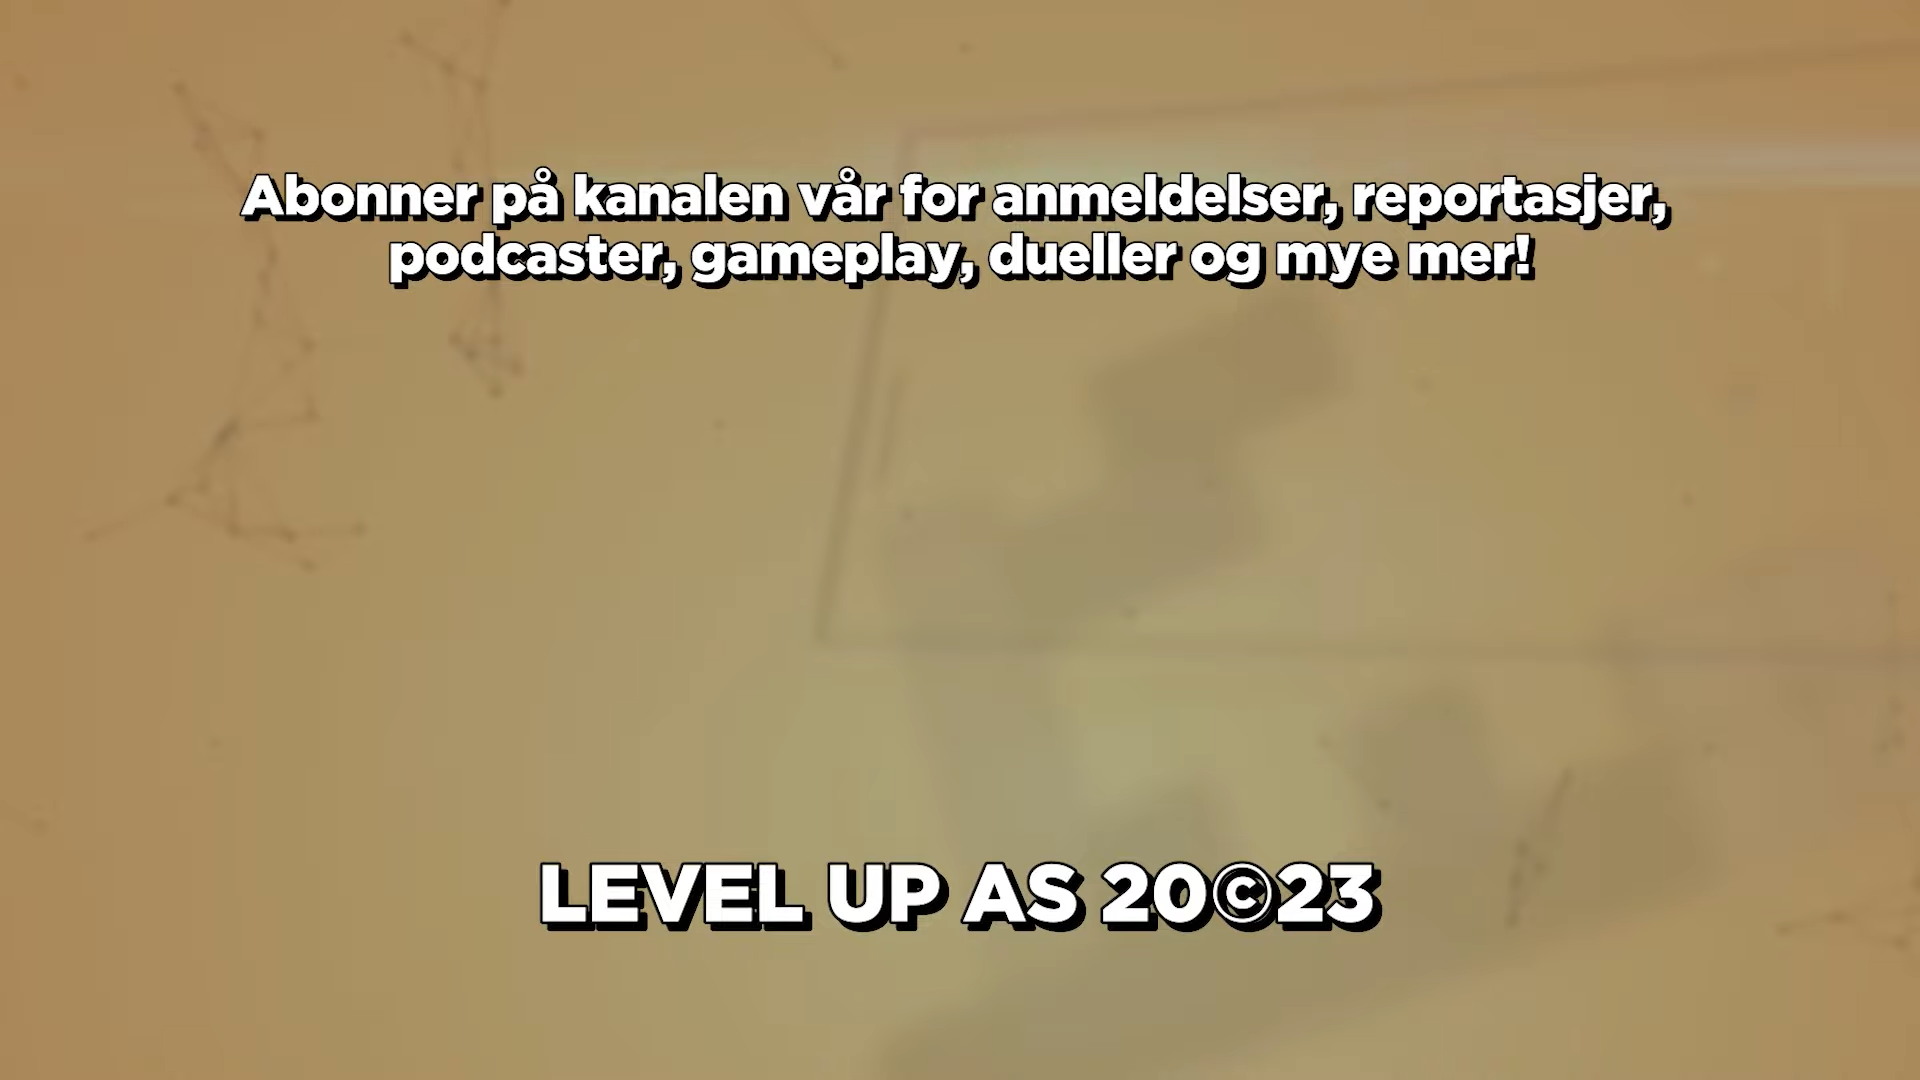 Abonner på kanalen vår for anmeldelser, reportasjer,
podcaster, gameplay, dueller og mye mer!
LEVEL UP AS 20©23